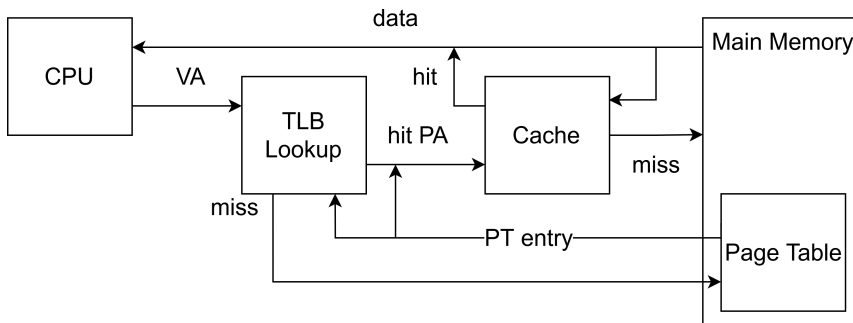 data
Main Memory
CPU
VA
hit
TLB
Lookup
hit PA
Cache
miss
miss
PT entry
Page Table